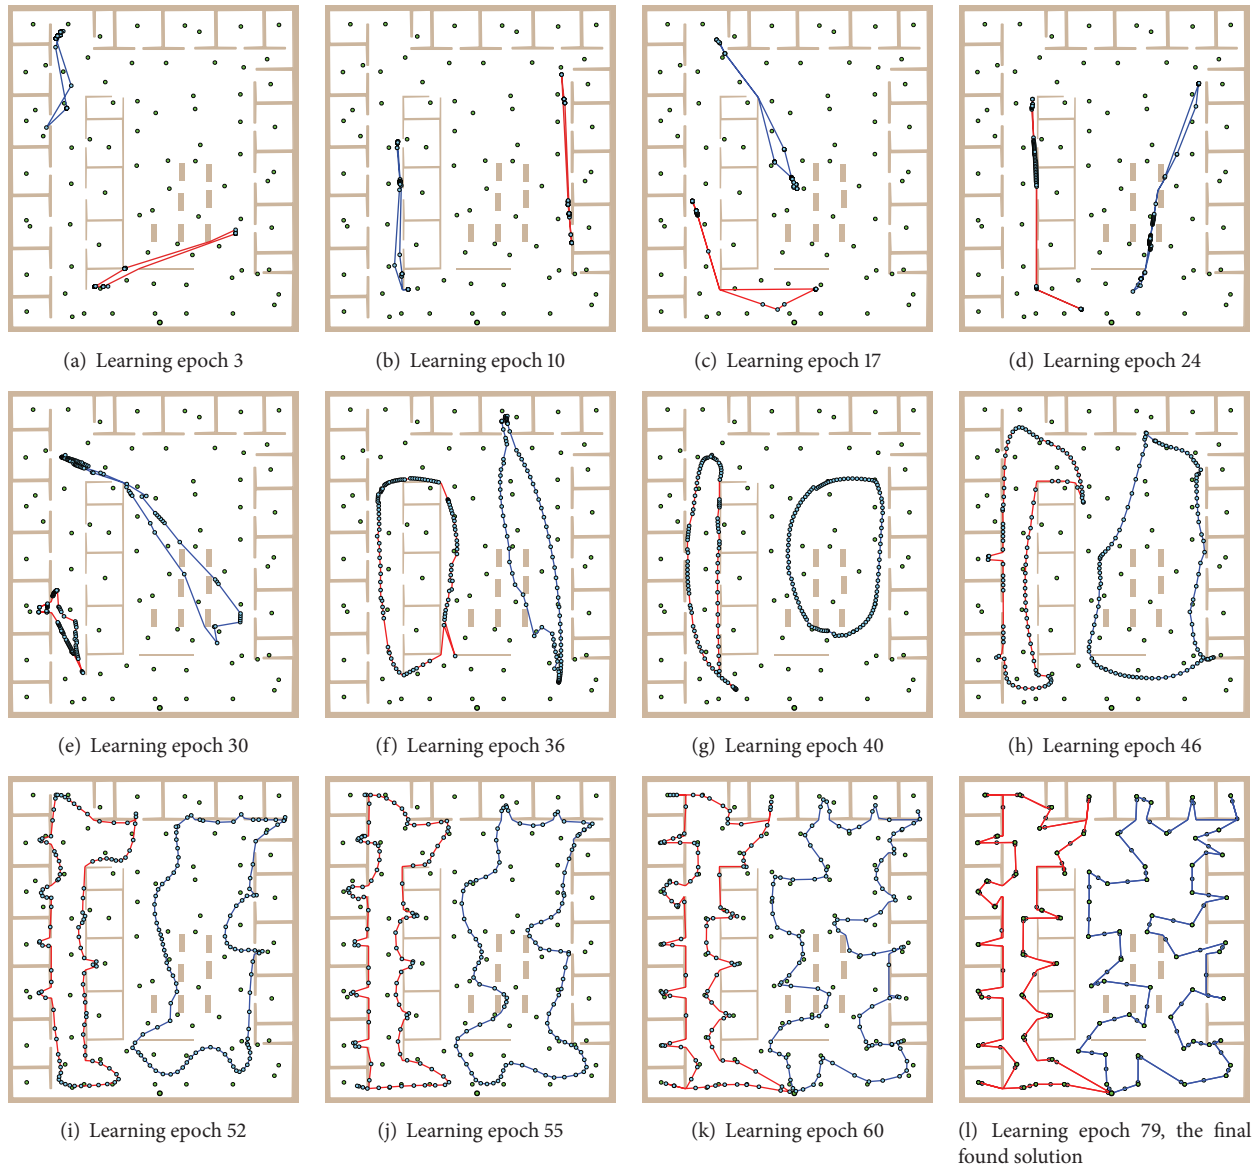 (a) Learning epoch 3
(b) Learning epoch 10
(c) Learning epoch 17
(d) Learning epoch 24
(e) Learning epoch 30
(f) Learning epoch 36
(g) Learning epoch 40
(h) Learning epoch 46
(i) Learning epoch 52
(j) Learning epoch 55
(k) Learning epoch 60
(l) Learning epoch 79, the final
found solution